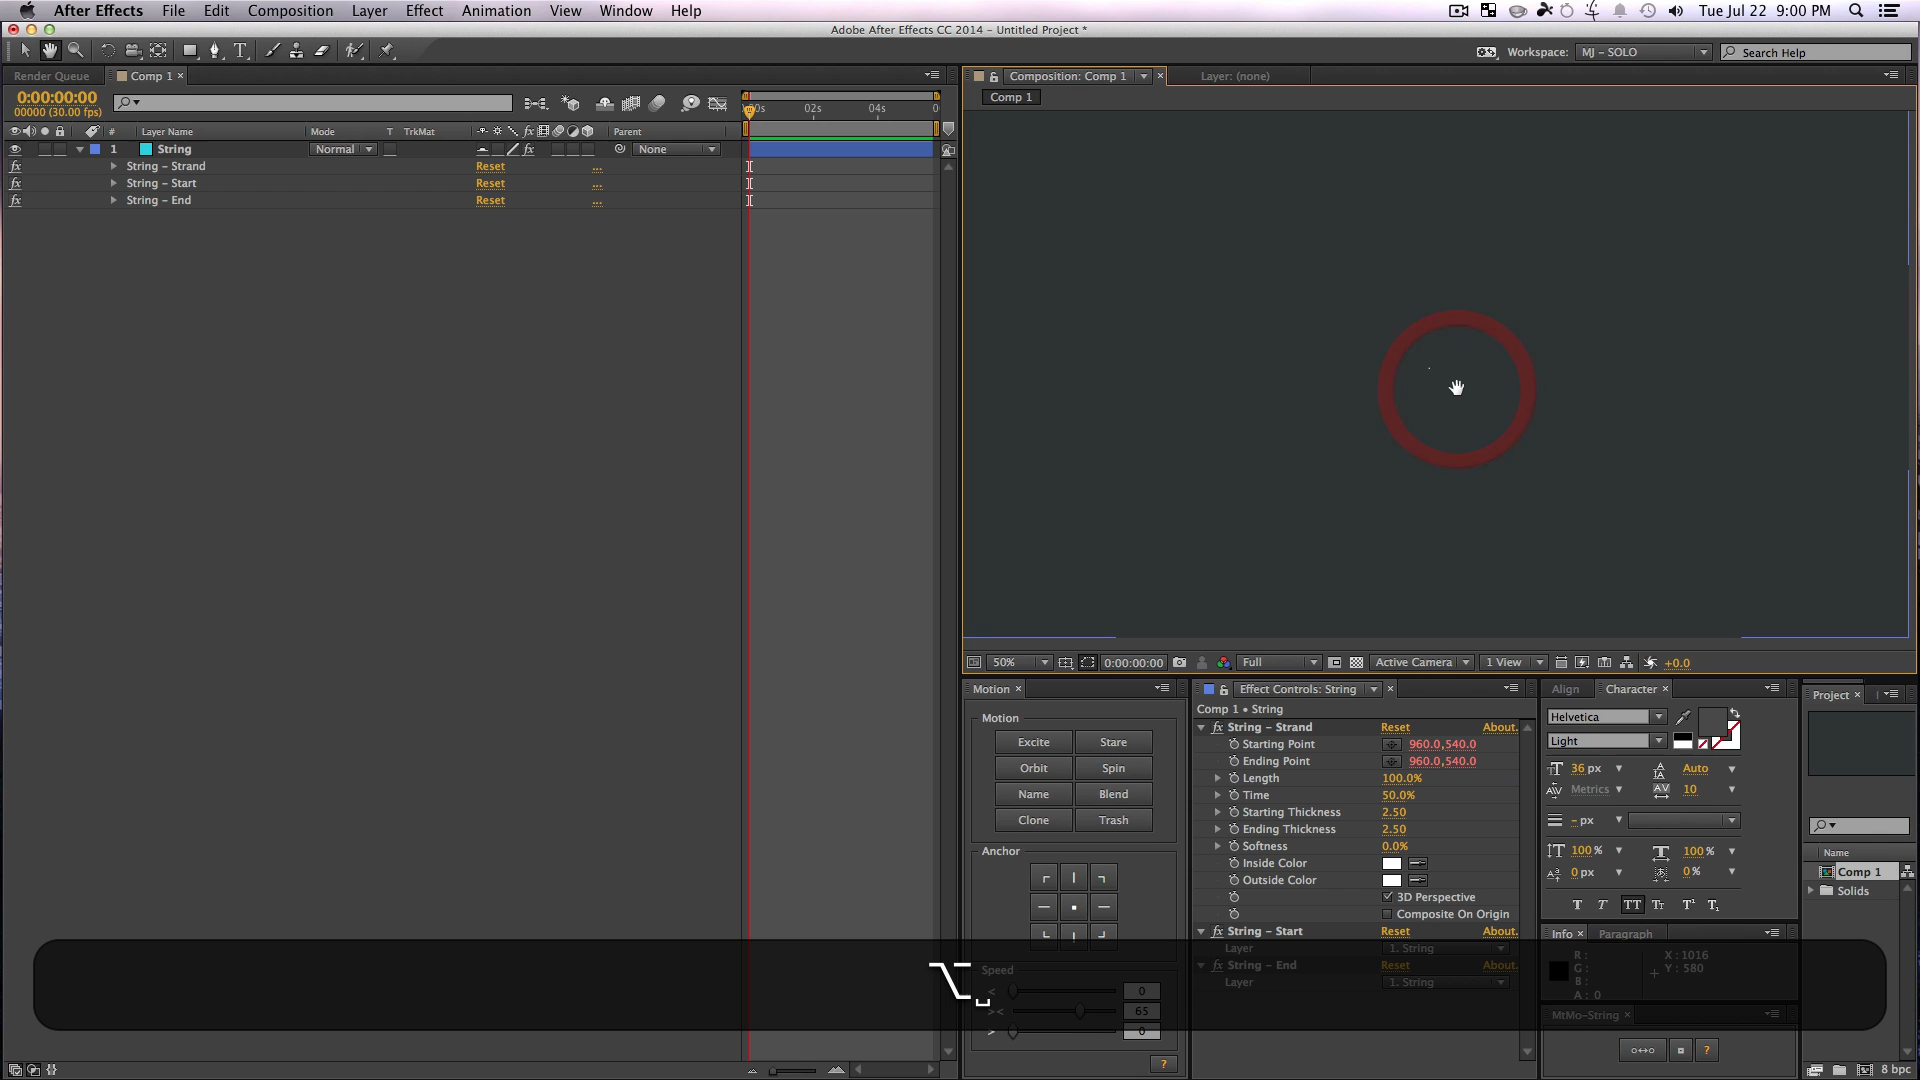 After Effects File Edit Composition Layer Effect Animation View Window Help Tue Jul 22 9:00 PM
Adobe After Effects CC 2014 – Untitled Project *
Workspace: MJ – SOLO Search Help
Render Queue Comp 1 ×
0:00:00:00
00000 (30.00 fps)
02s 04s
# Layer Name Mode T TrkMat Parent
1 String Normal None
String – Strand Reset ...
String – Start Reset ...
String – End Reset ...
Composition: Comp 1 × Layer: (none)
Comp 1
50% 0:00:00:00 Full Active Camera 1 View +0.0
Motion ×
Motion
Excite Stare
Orbit Spin
Name Blend
Clone Trash
Anchor
Speed
< 0
>< 65
> 0
?
Effect Controls: String ×
Comp 1 • String
String – Strand Reset About.
Starting Point 960.0,540.0
Ending Point 960.0,540.0
Length 100.0%
Time 50.0%
Starting Thickness 2.50
Ending Thickness 2.50
Softness 0.0%
Inside Color
Outside Color
3D Perspective
Composite On Origin
String – Start Reset About.
Layer 1. String
String – End Reset About.
Layer 1. String
Align Character ×
Helvetica
Light
36 px Auto
Metrics 10
– px
100% 100%
0 px 0%
T T TT Tt T¹ T₁
Info × Paragraph
R : X : 1016
G : Y : 580
B :
A : 0
MtMo-String ×
?
Project ×
Name
Comp 1
Solids
8 bpc